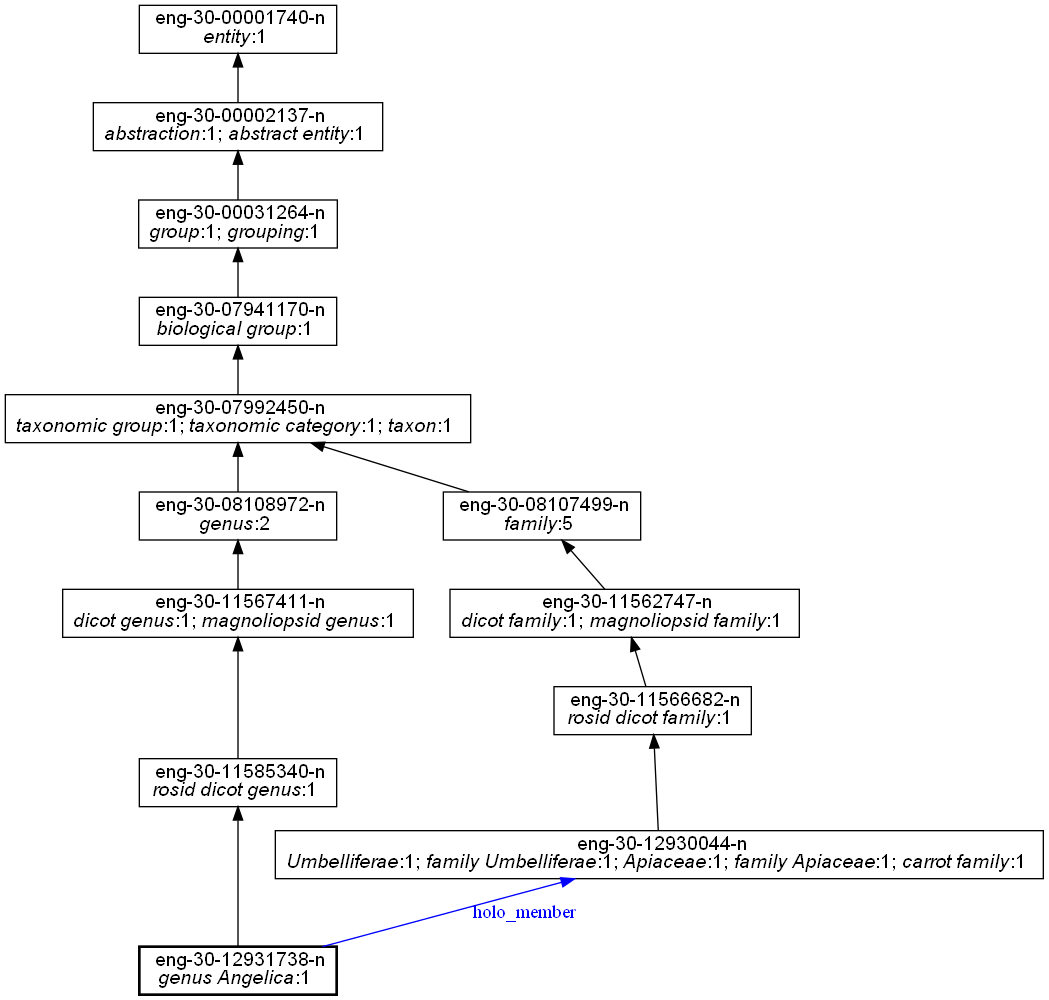 eng-30-00001740-n
entity:1
eng-30-00002137-n
abstraction:1; abstract entity:1
eng-30-00031264-n
group:1; grouping:1
eng-30-07941170-n
biological group:1
eng-30-07992450-n
taxonomic group:1; taxonomic category:1; taxon:1
eng-30-08108972-n
genus:2
eng-30-08107499-n
family:5
eng-30-11567411-n
dicot genus:1; magnoliopsid genus:1
eng-30-11562747-n
dicot family:1; magnoliopsid family:1
eng-30-11566682-n
rosid dicot family:1
eng-30-11585340-n
rosid dicot genus:1
eng-30-12930044-n
Umbelliferae:1; family Umbelliferae:1; Apiaceae:1; family Apiaceae:1; carrot family:1
holo_member
eng-30-12931738-n
genus Angelica:1